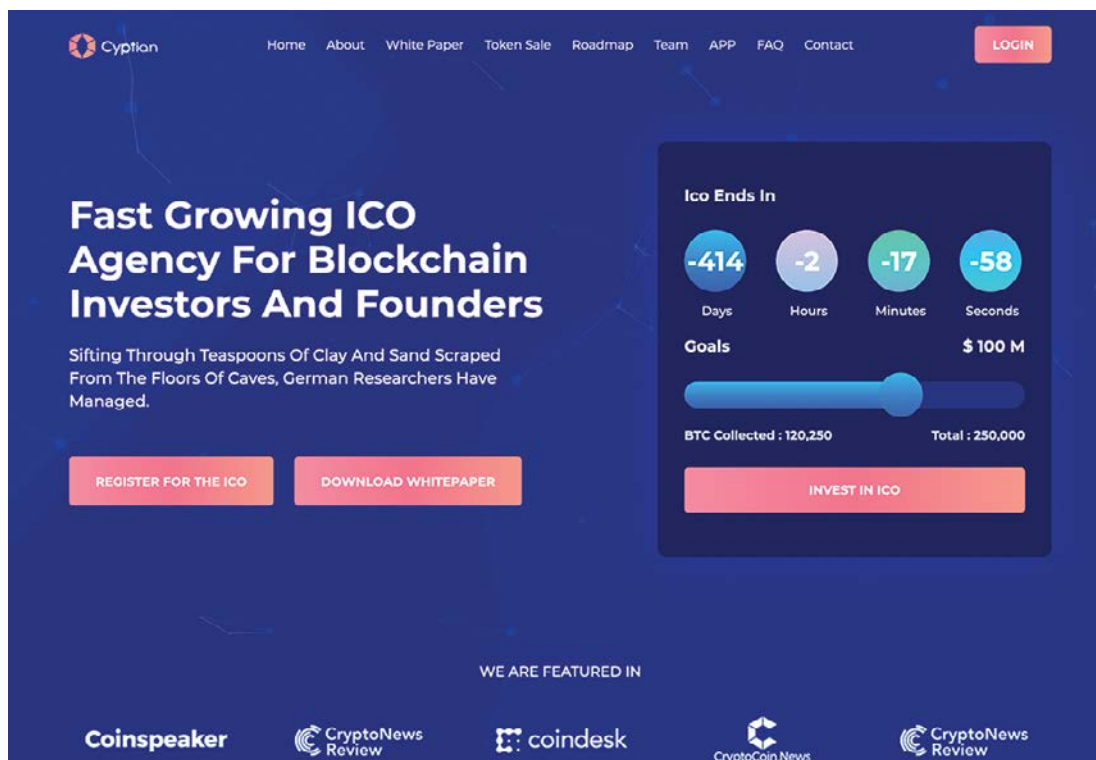 Cyptian
Home About White Paper Token Sale Roadmap Team APP FAQ Contact
LOGIN
Fast Growing ICO
Agency For Blockchain
Investors And Founders
Sifting Through Teaspoons Of Clay And Sand Scraped
From The Floors Of Caves, German Researchers Have
Managed.
REGISTER FOR THE ICO
DOWNLOAD WHITEPAPER
Ico Ends In
-414 -2 -17 -58
Days Hours Minutes Seconds
Goals $ 100 M
BTC Collected : 120,250 Total : 250,000
INVEST IN ICO
WE ARE FEATURED IN
Coinspeaker
CryptoNews
Review
coindesk
CryptoCoin.News
CryptoNews
Review